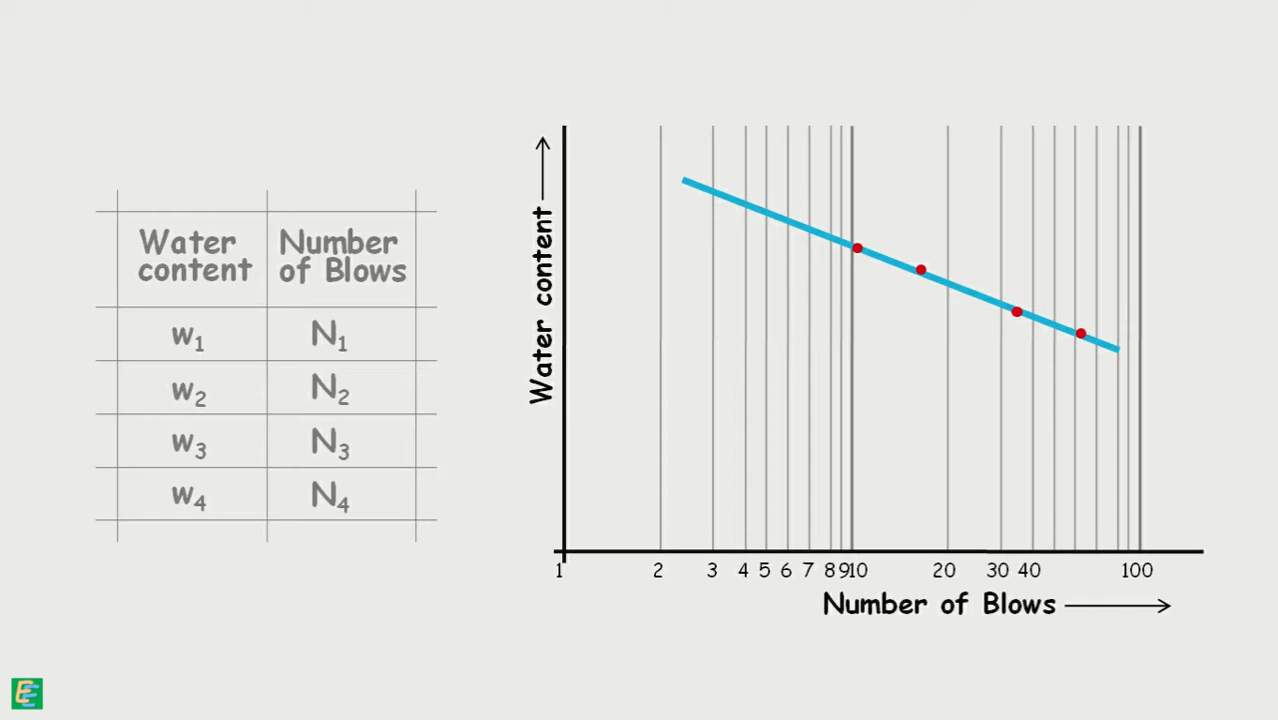 Water content
Number of Blows
w1 N1
w2 N2
w3 N3
w4 N4
Water content
1 2 3 4 5 6 7 8 9 10 20 30 40 100
Number of Blows
EE